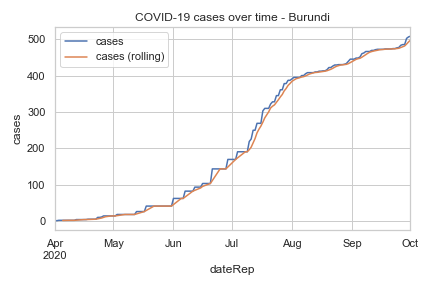 COVID-19 cases over time - Burundi
cases
cases (rolling)
500
400
300
200
100
0
cases
Apr May Jun Jul Aug Sep Oct
2020
dateRep